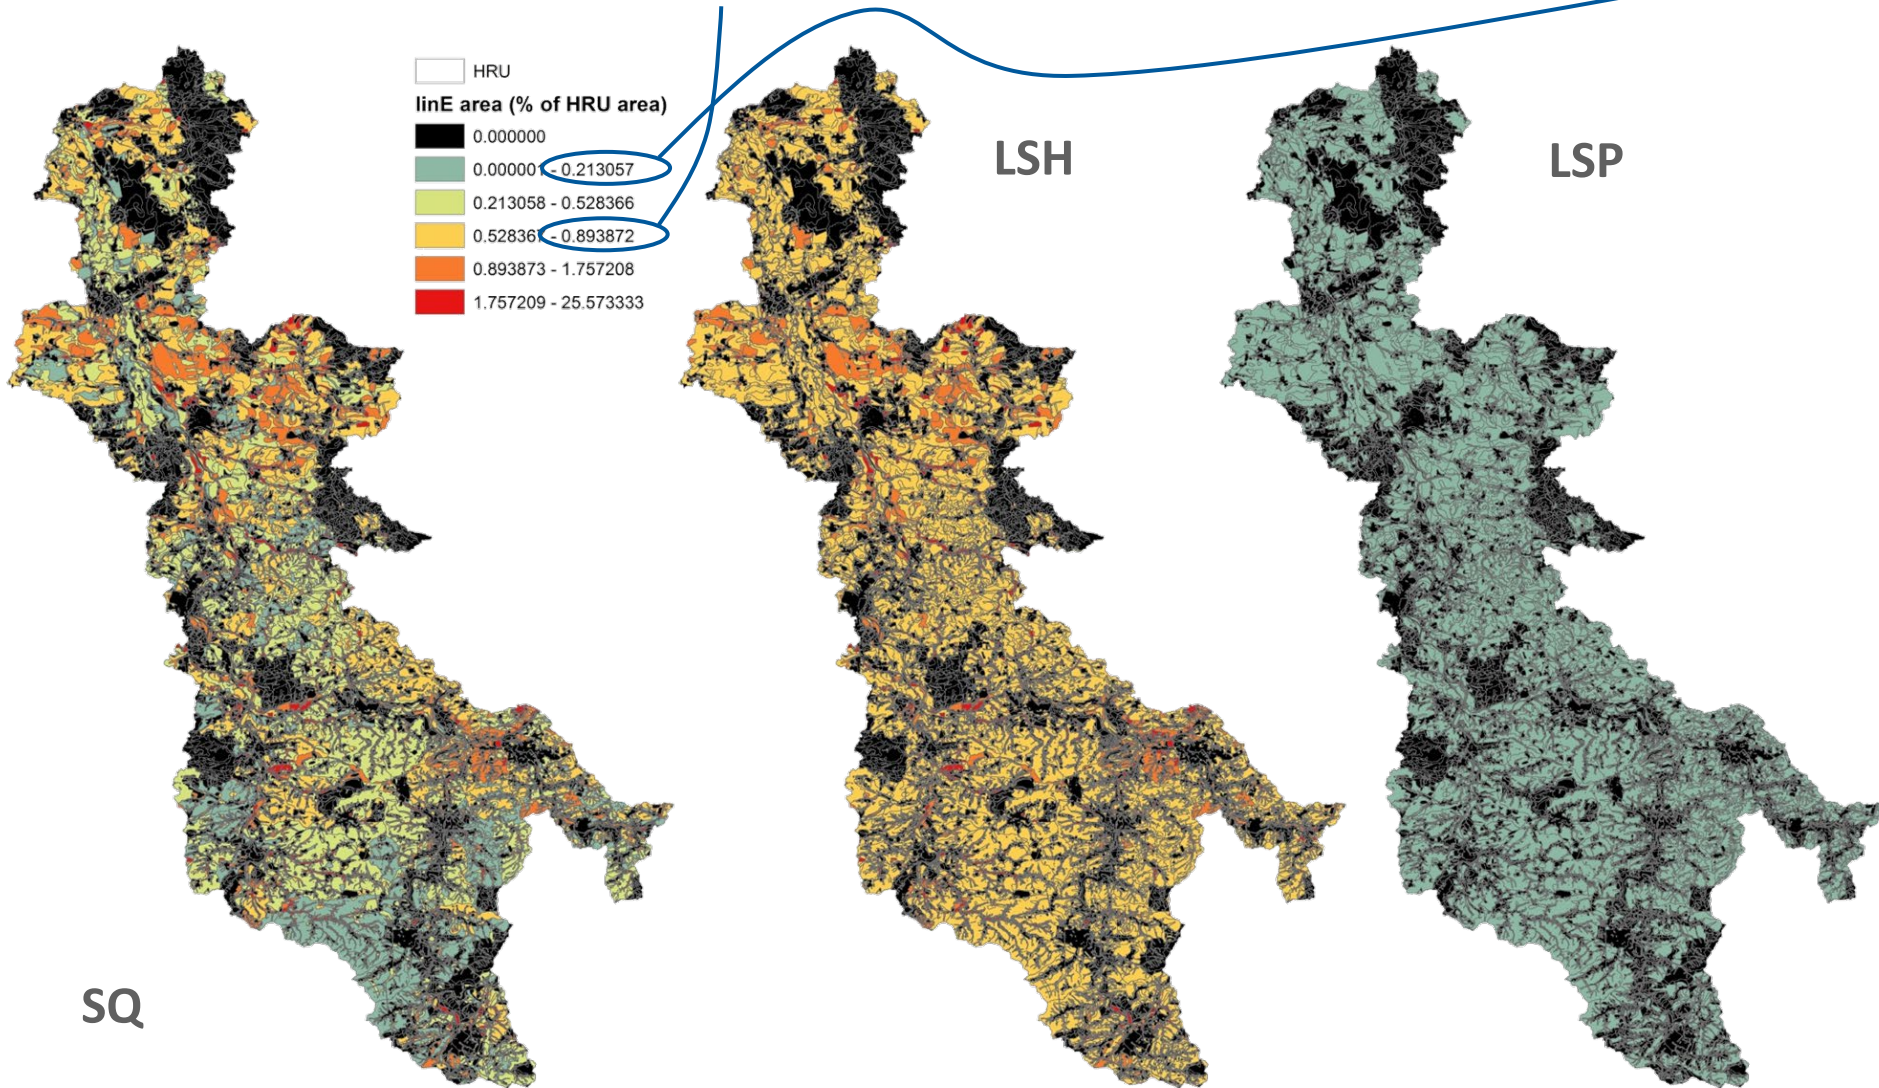 HRU
linE area (% of HRU area)
0.000000
0.000001 - 0.213057
0.213058 - 0.528366
0.528367 - 0.893872
0.893873 - 1.757208
1.757209 - 25.573333
LSH
LSP
SQ